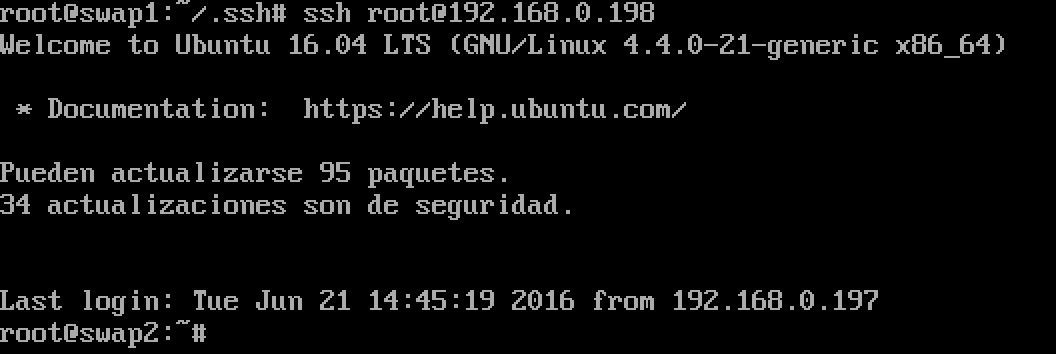 root@swap1:~/.ssh# ssh root@192.168.0.198
Welcome to Ubuntu 16.04 LTS (GNU/Linux 4.4.0-21-generic x86_64)
* Documentation:  https://help.ubuntu.com/
Pueden actualizarse 95 paquetes.
34 actualizaciones son de seguridad.
Last login: Tue Jun 21 14:45:19 2016 from 192.168.0.197
root@swap2:~#